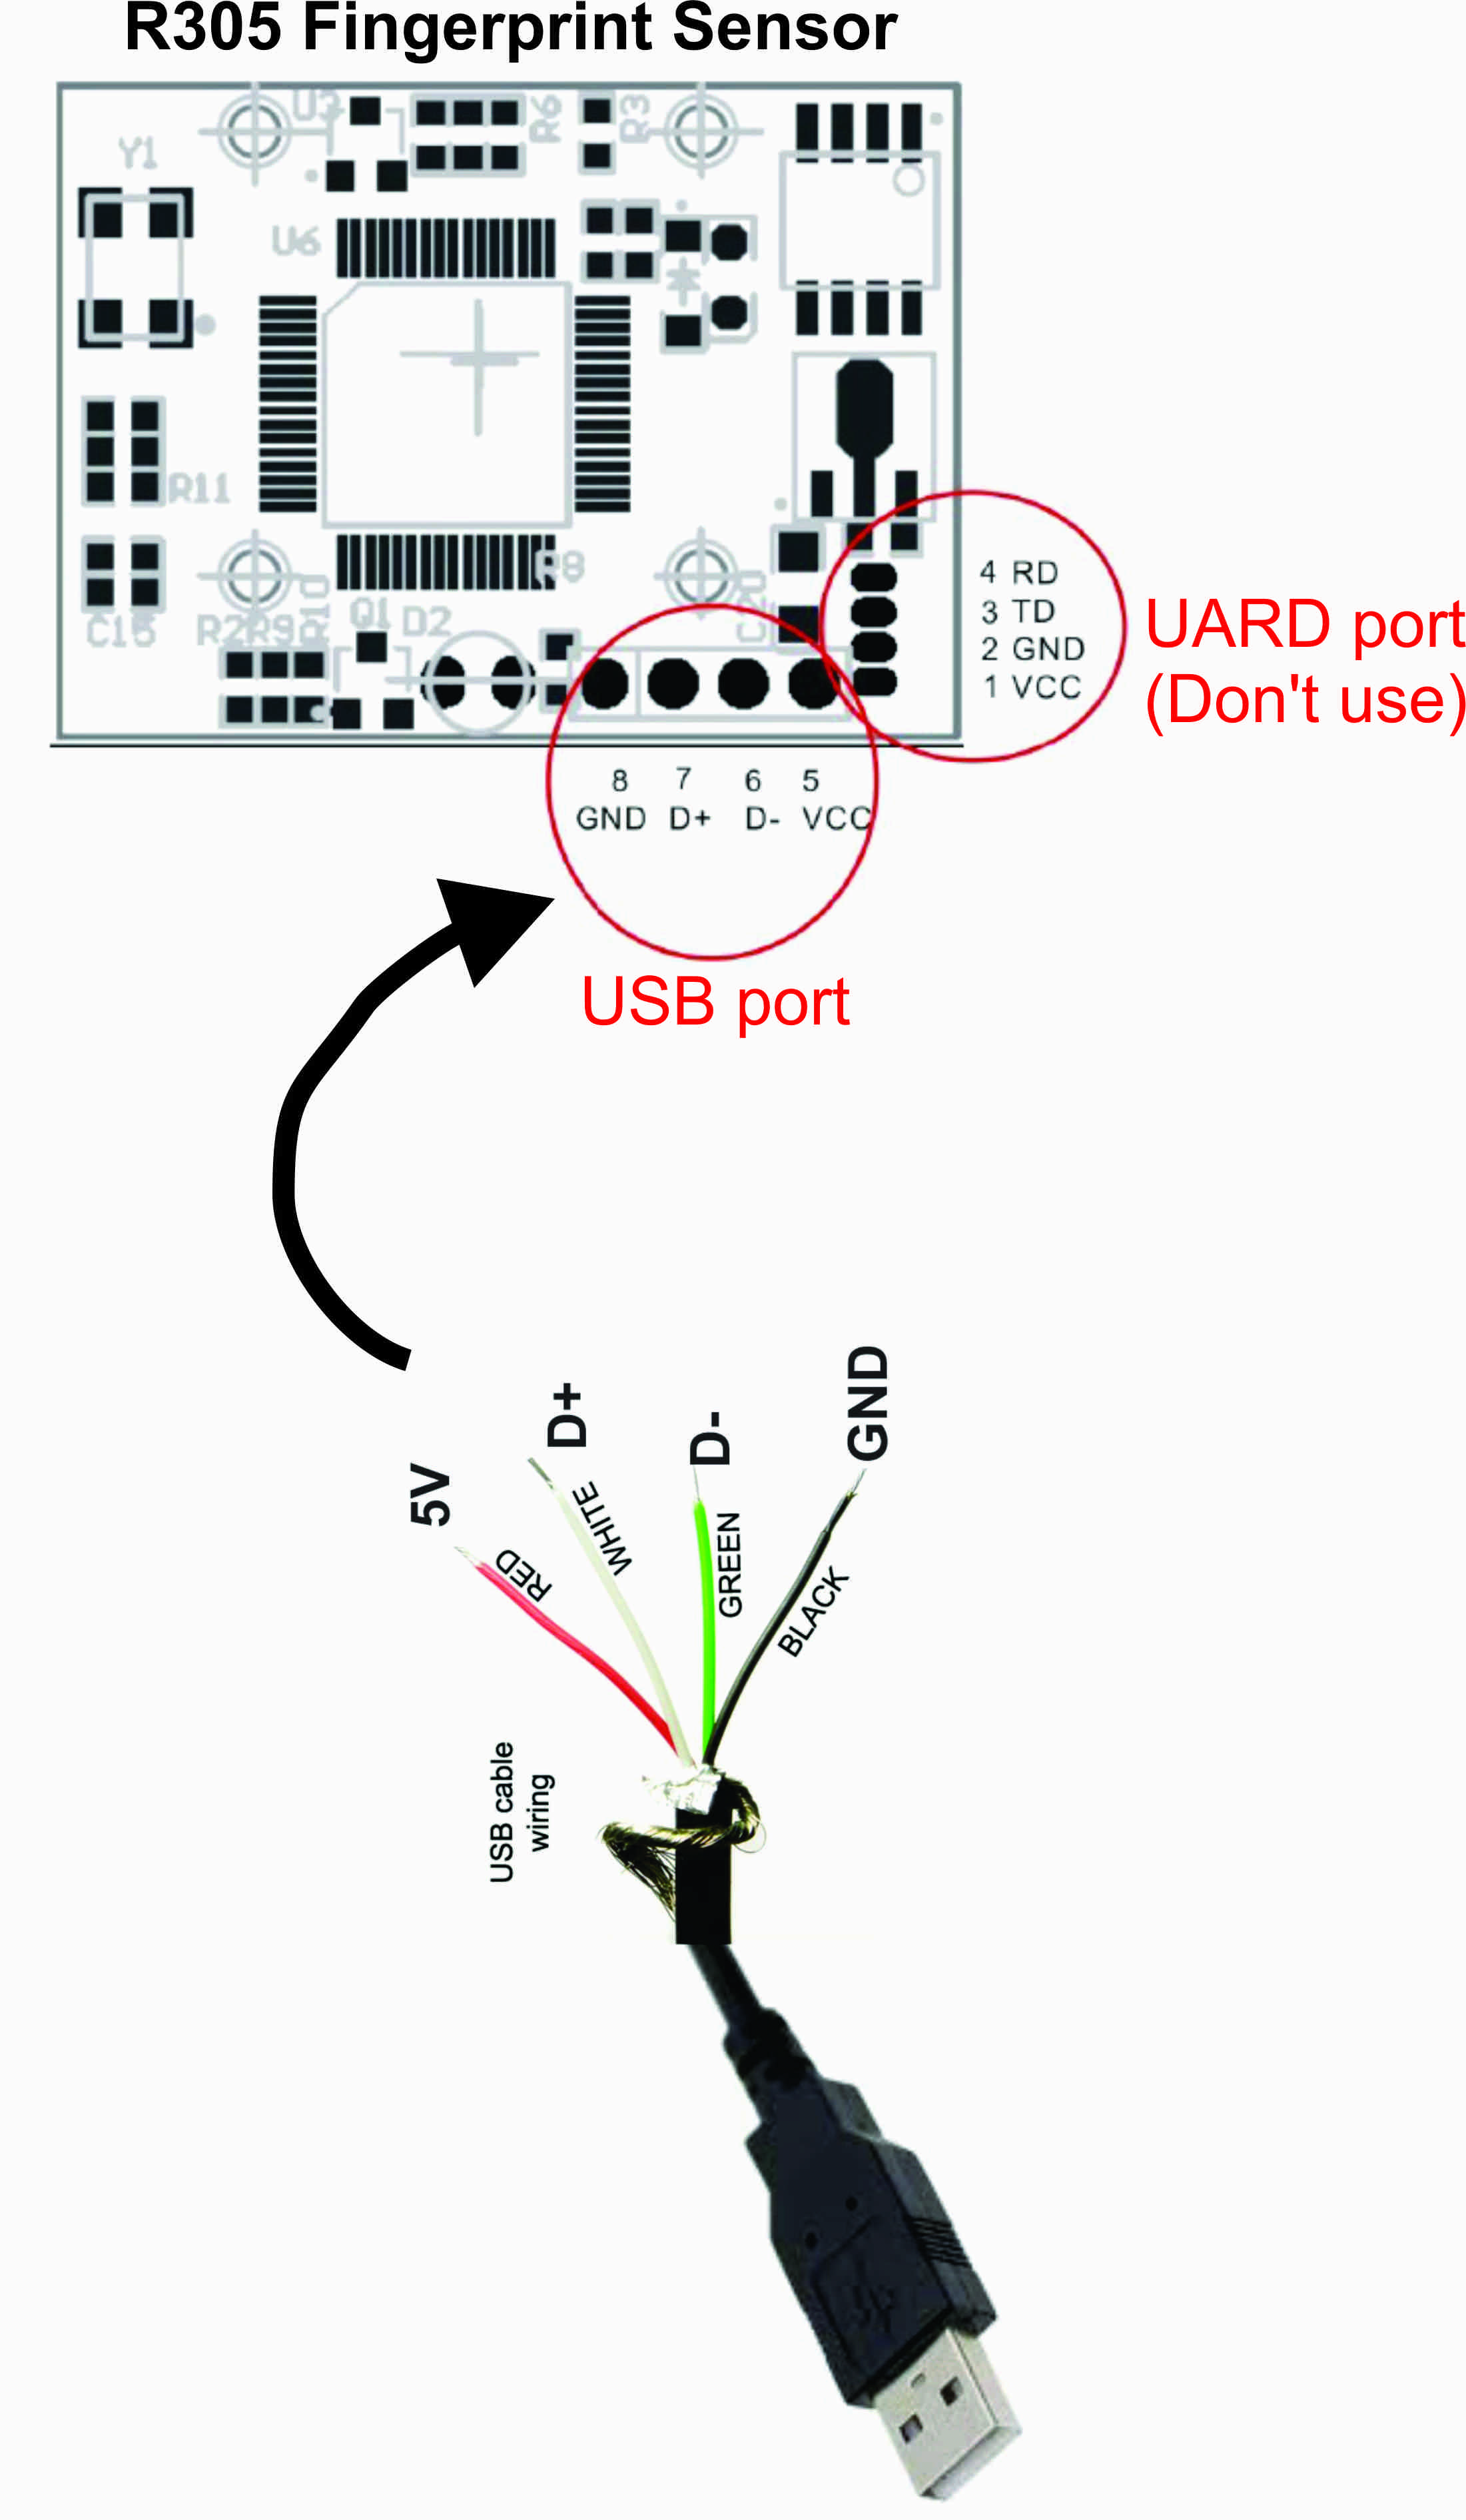 R305 Fingerprint Sensor
U3
R6
R3
Y1
U6
R11
R8
C15
R10
Q1
D2
4 RD
3 TD
2 GND
1 VCC
UARD port
(Don't use)
8 7 6 5
GND D+ D- VCC
USB port
5V
D+
D-
GND
RED
WHITE
GREEN
BLACK
USB cable
wiring